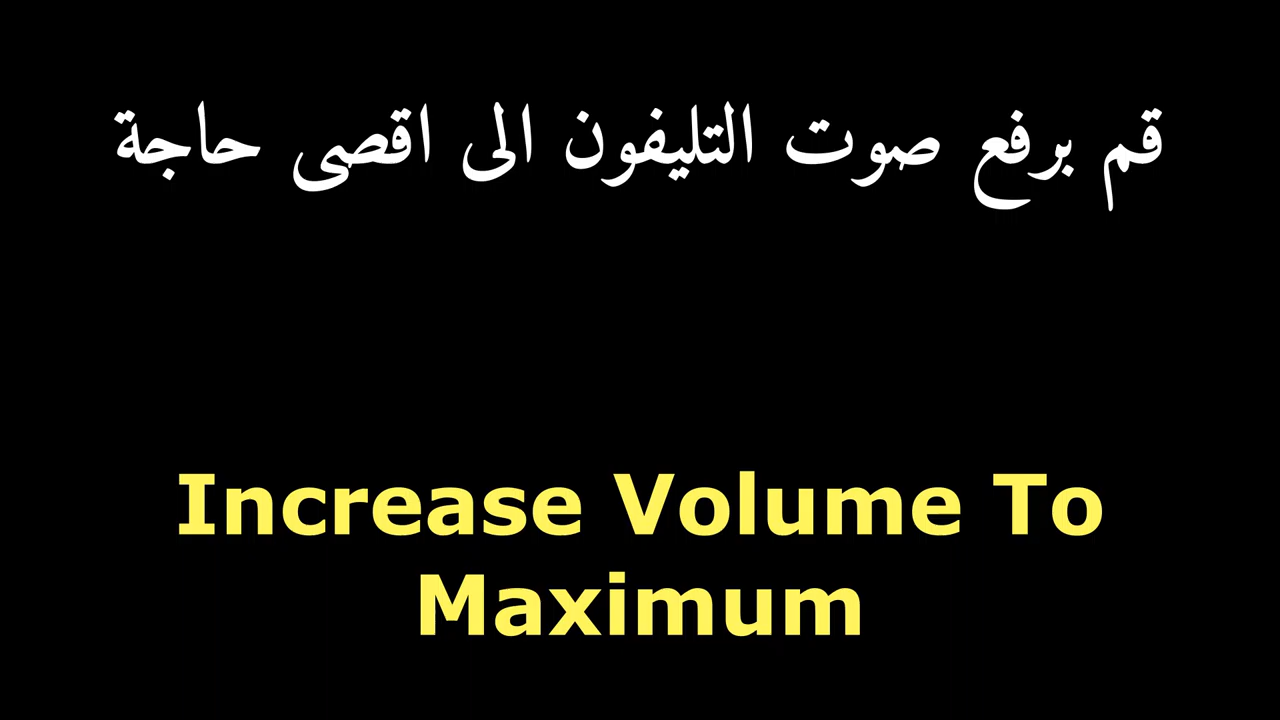 قم برفع صوت التليفون الى اقصى حاجة
Increase Volume To
Maximum